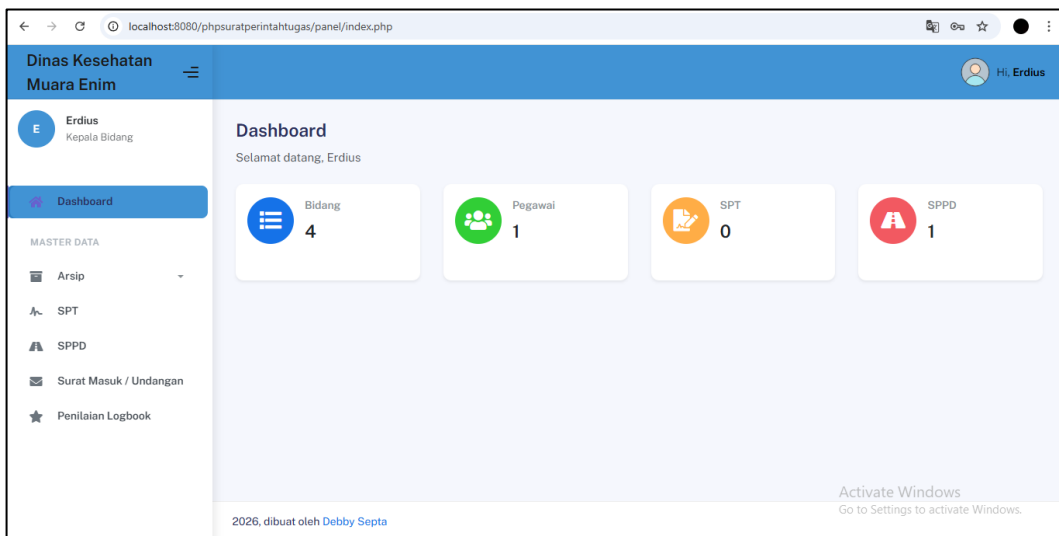 localhost:8080/phpsuratperintahtugas/panel/index.php
Dinas Kesehatan
Muara Enim
Hi, Erdius
E
Erdius
Kepala Bidang
Dashboard
MASTER DATA
Arsip
SPT
SPPD
Surat Masuk / Undangan
Penilaian Logbook
Dashboard
Selamat datang, Erdius
Bidang
4
Pegawai
1
SPT
0
SPPD
1
Activate Windows
Go to Settings to activate Windows.
2026, dibuat oleh Debby Septa